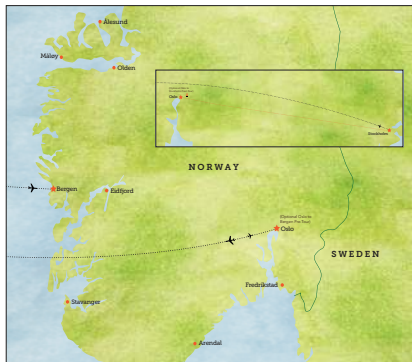 Ålesund
Måløy
Olden
Oslo
Stockholm
NORWAY
Bergen
Eidfjord
(Optional Oslo to
Bergen Pre-Tour)
Oslo
SWEDEN
Fredrikstad
Stavanger
Arendal